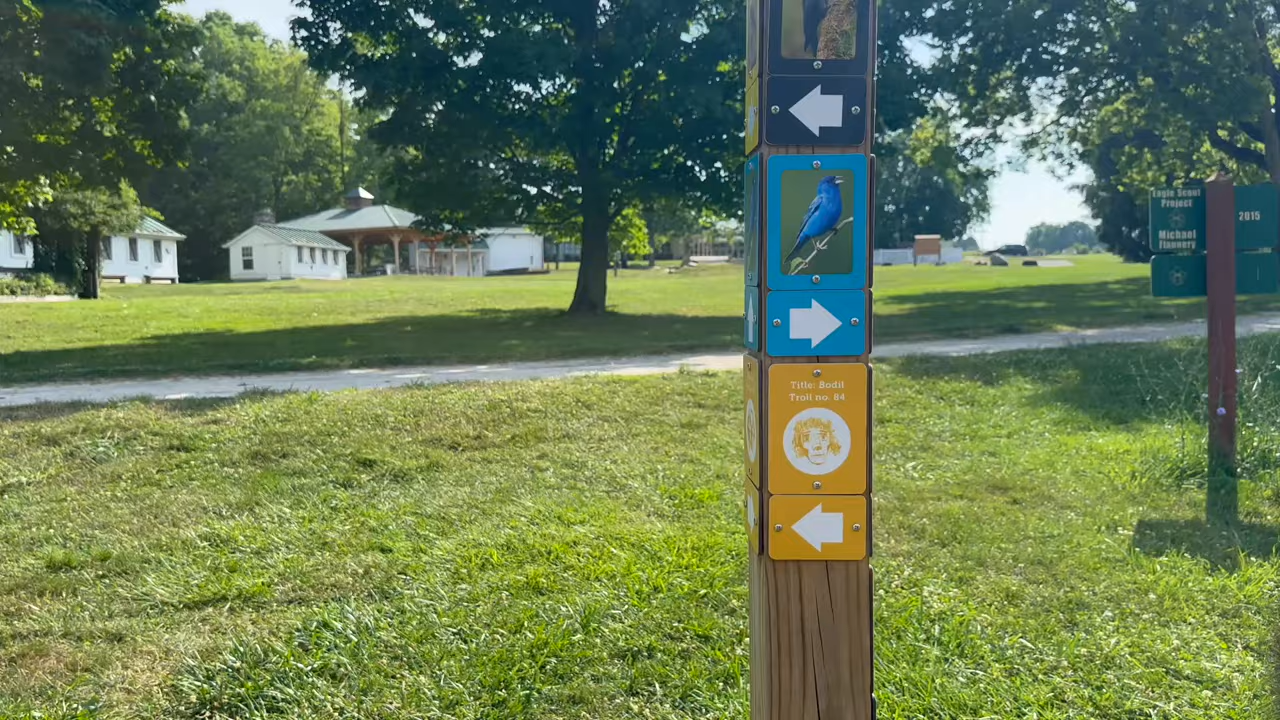 Title: Bodil
Troll no. 84
Eagle Scout
Project
Michael
Flannery
2015